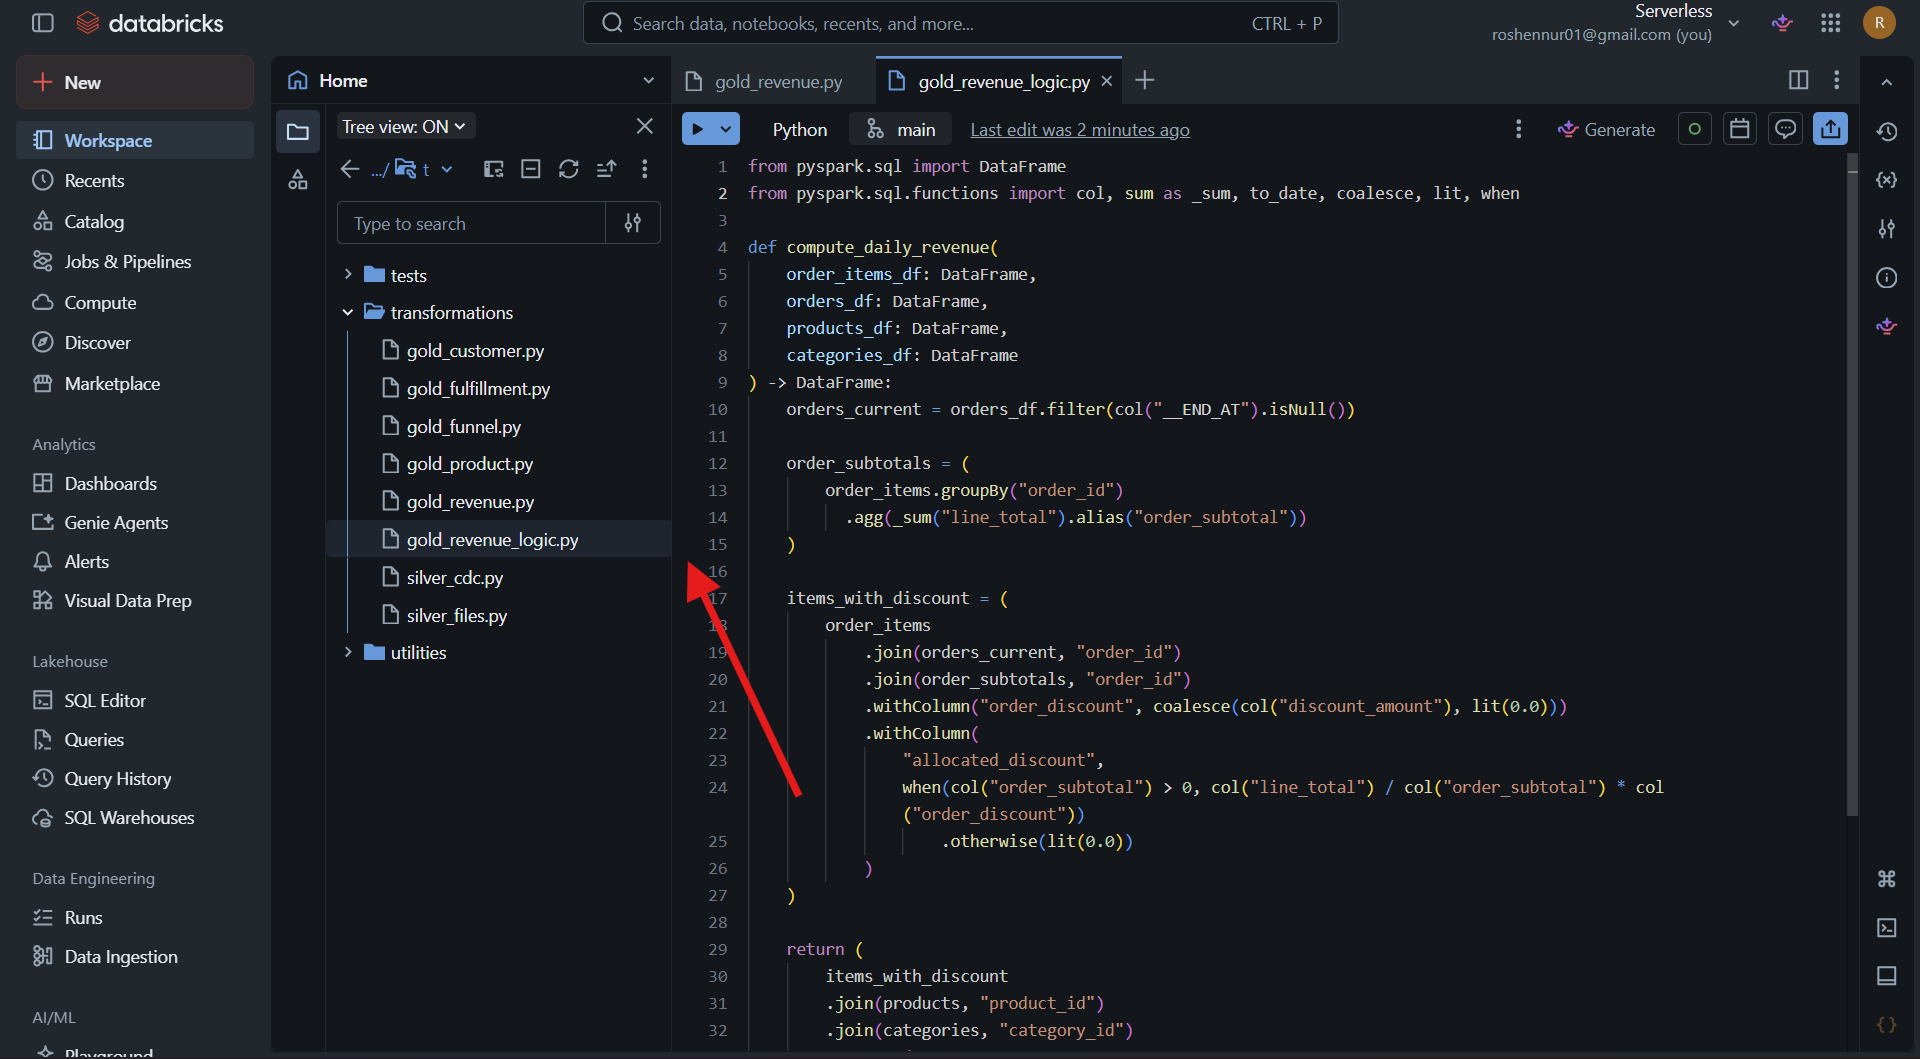 databricks
Search data, notebooks, recents, and more...
CTRL + P
Serverless
roshennur01@gmail.com (you)
R
New
Workspace
Recents
Catalog
Jobs & Pipelines
Compute
Discover
Marketplace
Analytics
Dashboards
Genie Agents
Alerts
Visual Data Prep
Lakehouse
SQL Editor
Queries
Query History
SQL Warehouses
Data Engineering
Runs
Data Ingestion
AI/ML
Playground
Home
Tree view: ON
.../ t
Type to search
tests
transformations
gold_customer.py
gold_fulfillment.py
gold_funnel.py
gold_product.py
gold_revenue.py
gold_revenue_logic.py
silver_cdc.py
silver_files.py
utilities
gold_revenue.py
gold_revenue_logic.py
Python
main
Last edit was 2 minutes ago
Generate
1 from pyspark.sql import DataFrame
2 from pyspark.sql.functions import col, sum as _sum, to_date, coalesce, lit, when
3
4 def compute_daily_revenue(
5 order_items_df: DataFrame,
6 orders_df: DataFrame,
7 products_df: DataFrame,
8 categories_df: DataFrame
9 ) -> DataFrame:
10 orders_current = orders_df.filter(col("__END_AT").isNull())
11
12 order_subtotals = (
13 order_items.groupBy("order_id")
14 .agg(_sum("line_total").alias("order_subtotal"))
15 )
16
17 items_with_discount = (
18 order_items
19 .join(orders_current, "order_id")
20 .join(order_subtotals, "order_id")
21 .withColumn("order_discount", coalesce(col("discount_amount"), lit(0.0)))
22 .withColumn(
23 "allocated_discount",
24 when(col("order_subtotal") > 0, col("line_total") / col("order_subtotal") * col
("order_discount"))
25 .otherwise(lit(0.0))
26 )
27 )
28
29 return (
30 items_with_discount
31 .join(products, "product_id")
32 .join(categories, "category_id")